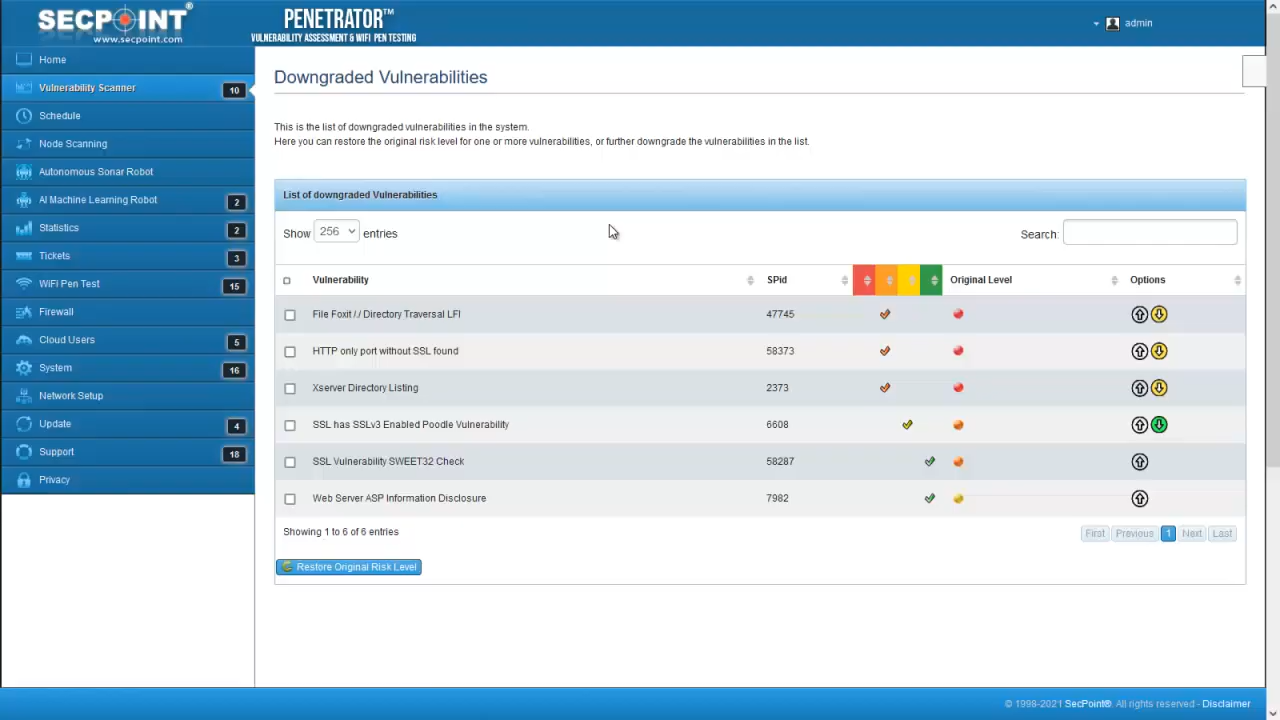 SECPOINT®
www.secpoint.com
PENETRATOR™
VULNERABILITY ASSESSMENT & WIFI PEN TESTING
admin
Home
Vulnerability Scanner 10
Schedule
Node Scanning
Autonomous Sonar Robot
AI Machine Learning Robot 2
Statistics 2
Tickets 3
WiFi Pen Test 15
Firewall
Cloud Users 5
System 16
Network Setup
Update 4
Support 18
Privacy
Downgraded Vulnerabilities
This is the list of downgraded vulnerabilities in the system.
Here you can restore the original risk level for one or more vulnerabilities, or further downgrade the vulnerabilities in the list.
List of downgraded Vulnerabilities
Show 256 entries Search:
Vulnerability SPid Original Level Options
File Foxit /./ Directory Traversal LFI 47745
HTTP only port without SSL found 58373
Xserver Directory Listing 2373
SSL has SSLv3 Enabled Poodle Vulnerability 6608
SSL Vulnerability SWEET32 Check 58287
Web Server ASP Information Disclosure 7982
Showing 1 to 6 of 6 entries First Previous 1 Next Last
Restore Original Risk Level
© 1998-2021 SecPoint®. All rights reserved - Disclaimer